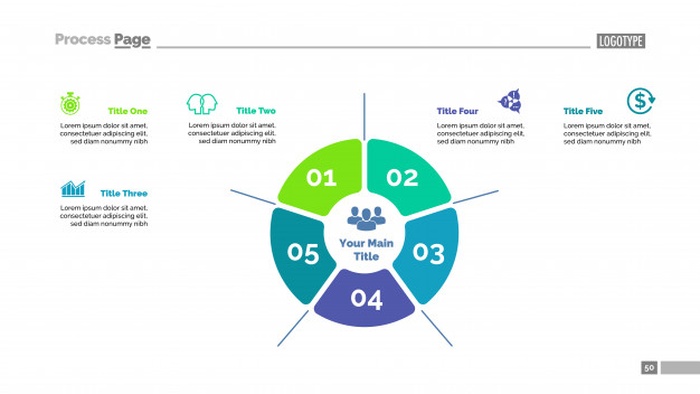 Process Page
LOGOTYPE
Title One
Lorem ipsum dolor sit amet,
consectetuer adipiscing elit,
sed diam nonummy nibh
Title Two
Lorem ipsum dolor sit amet,
consectetuer adipiscing elit,
sed diam nonummy nibh
Title Four
Lorem ipsum dolor sit amet,
consectetuer adipiscing elit,
sed diam nonummy nibh
Title Five
Lorem ipsum dolor sit amet,
consectetuer adipiscing elit,
sed diam nonummy nibh
Title Three
Lorem ipsum dolor sit amet,
consectetuer adipiscing elit,
sed diam nonummy nibh
01
02
03
04
05
Your Main
Title
50